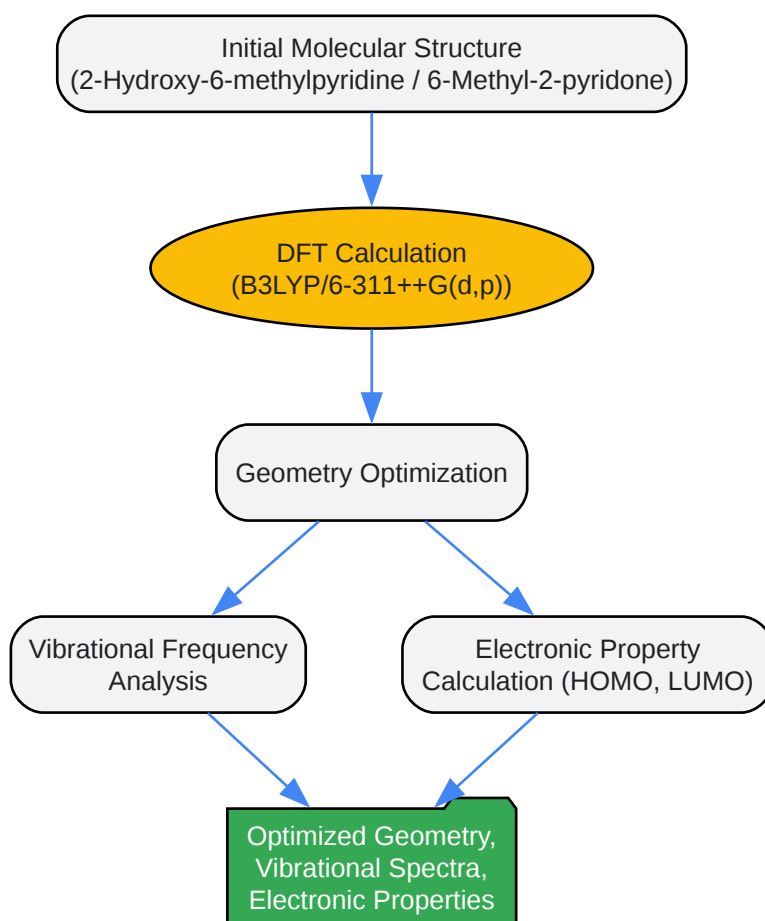 Initial Molecular Structure
(2-Hydroxy-6-methylpyridine / 6-Methyl-2-pyridone)
DFT Calculation
(B3LYP/6-311++G(d,p))
Geometry Optimization
Vibrational Frequency
Analysis
Electronic Property
Calculation (HOMO, LUMO)
Optimized Geometry,
Vibrational Spectra,
Electronic Properties